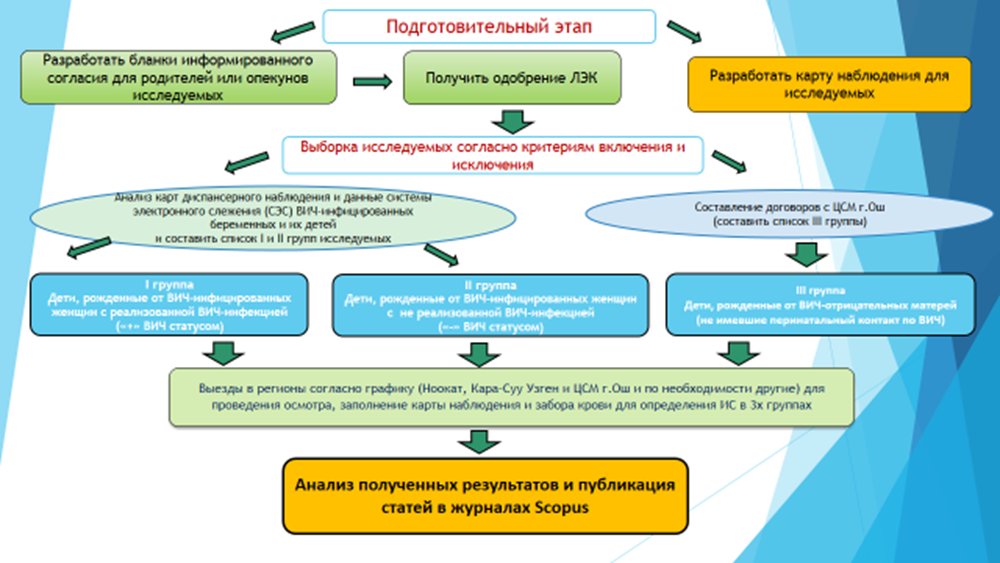 Подготовительный этап
Разработать бланки информированного
согласия для родителей или опекунов
исследуемых
Получить одобрение ЛЭК
Разработать карту наблюдения для
исследуемых
Выборка исследуемых согласно критериям включения и
исключения
Анализ карт диспансерного наблюдения и данные системы
электронного слежения (СЭС) ВИЧ-инфицированных
беременных и их детей
и составить список I и II групп исследуемых
Составление договоров с ЦСМ г.Ош
(составить список III группы)
I группа
Дети, рожденные от ВИЧ-инфицированных
женщин с реализованной ВИЧ-инфекцией
(«+» ВИЧ статусом)
II группа
Дети, рожденные от ВИЧ-инфицированных женщин
с не реализованной ВИЧ-инфекцией
(«-» ВИЧ статусом)
III группа
Дети, рожденные от ВИЧ-отрицательных матерей
(не имевшие перинатальный контакт по ВИЧ)
Выезды в регионы согласно графику (Ноокат, Кара-Суу Узген и ЦСМ г.Ош и по необходимости другие) для
проведения осмотра, заполнение карты наблюдения и забора крови для определения ИС в 3х группах
Анализ полученных результатов и публикация
статей в журналах Scopus